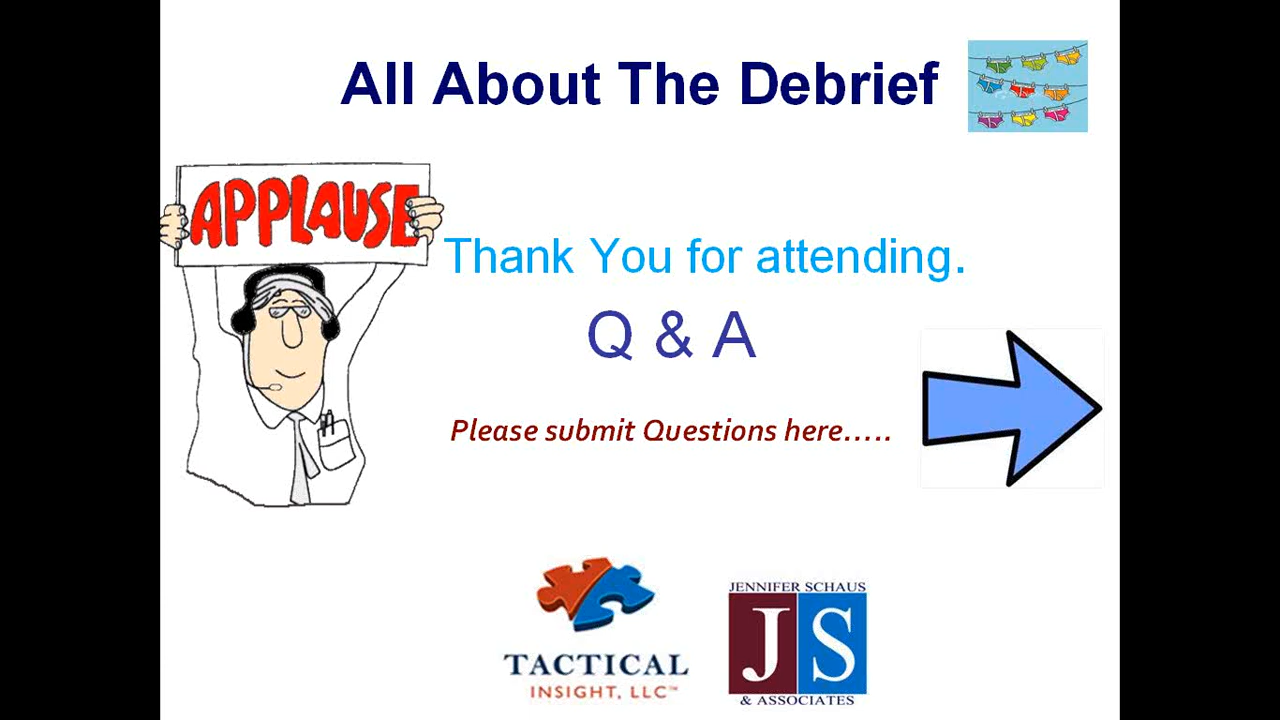 All About The Debrief
APPLAUSE
Thank You for attending.
Q & A
Please submit Questions here…..
TACTICAL
INSIGHT, LLC™
JENNIFER SCHAUS
JS
& ASSOCIATES